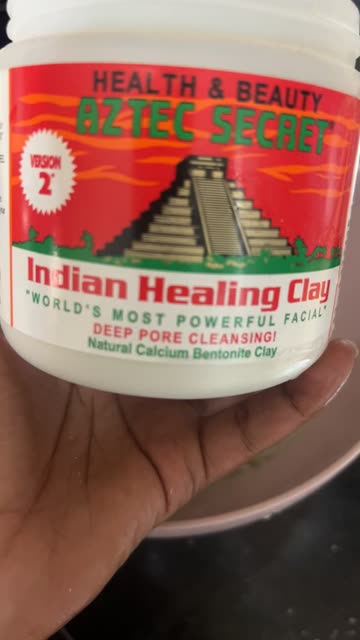 HEALTH & BEAUTY
AZTEC SECRET
VERSION
2
Indian Healing Clay
"WORLD'S MOST POWERFUL FACIAL"
DEEP PORE CLEANSING!
Natural Calcium Bentonite Clay